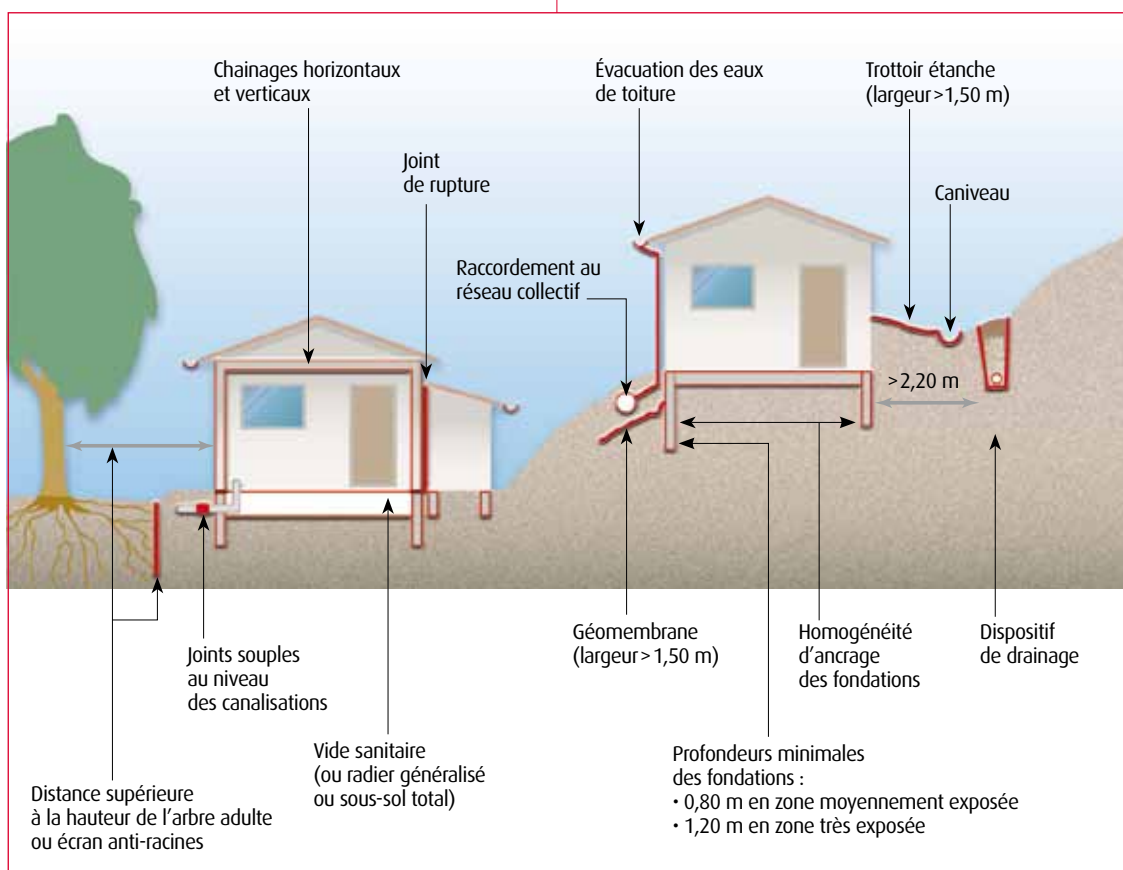 Chainages horizontaux
et verticaux
Évacuation des eaux
de toiture
Trottoir étanche
(largeur>1,50 m)
Joint
de rupture
Caniveau
Raccordement au
réseau collectif
>2,20 m
Géomembrane
(largeur>1,50 m)
Homogénéité
d'ancrage
des fondations
Dispositif
de drainage
Joints souples
au niveau
des canalisations
Vide sanitaire
(ou radier généralisé
ou sous-sol total)
Profondeurs minimales
des fondations :
• 0,80 m en zone moyennement exposée
• 1,20 m en zone très exposée
Distance supérieure
à la hauteur de l'arbre adulte
ou écran anti-racines